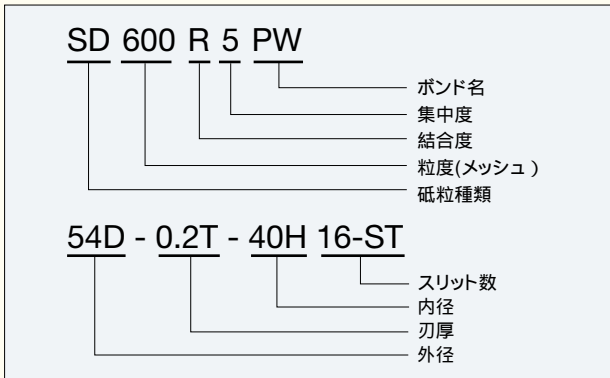 SD 600 R 5 PW
ボンド名
集中度
結合度
粒度(メッシュ)
砥粒種類
54D - 0.2T - 40H 16-ST
スリット数
内径
刃厚
外径